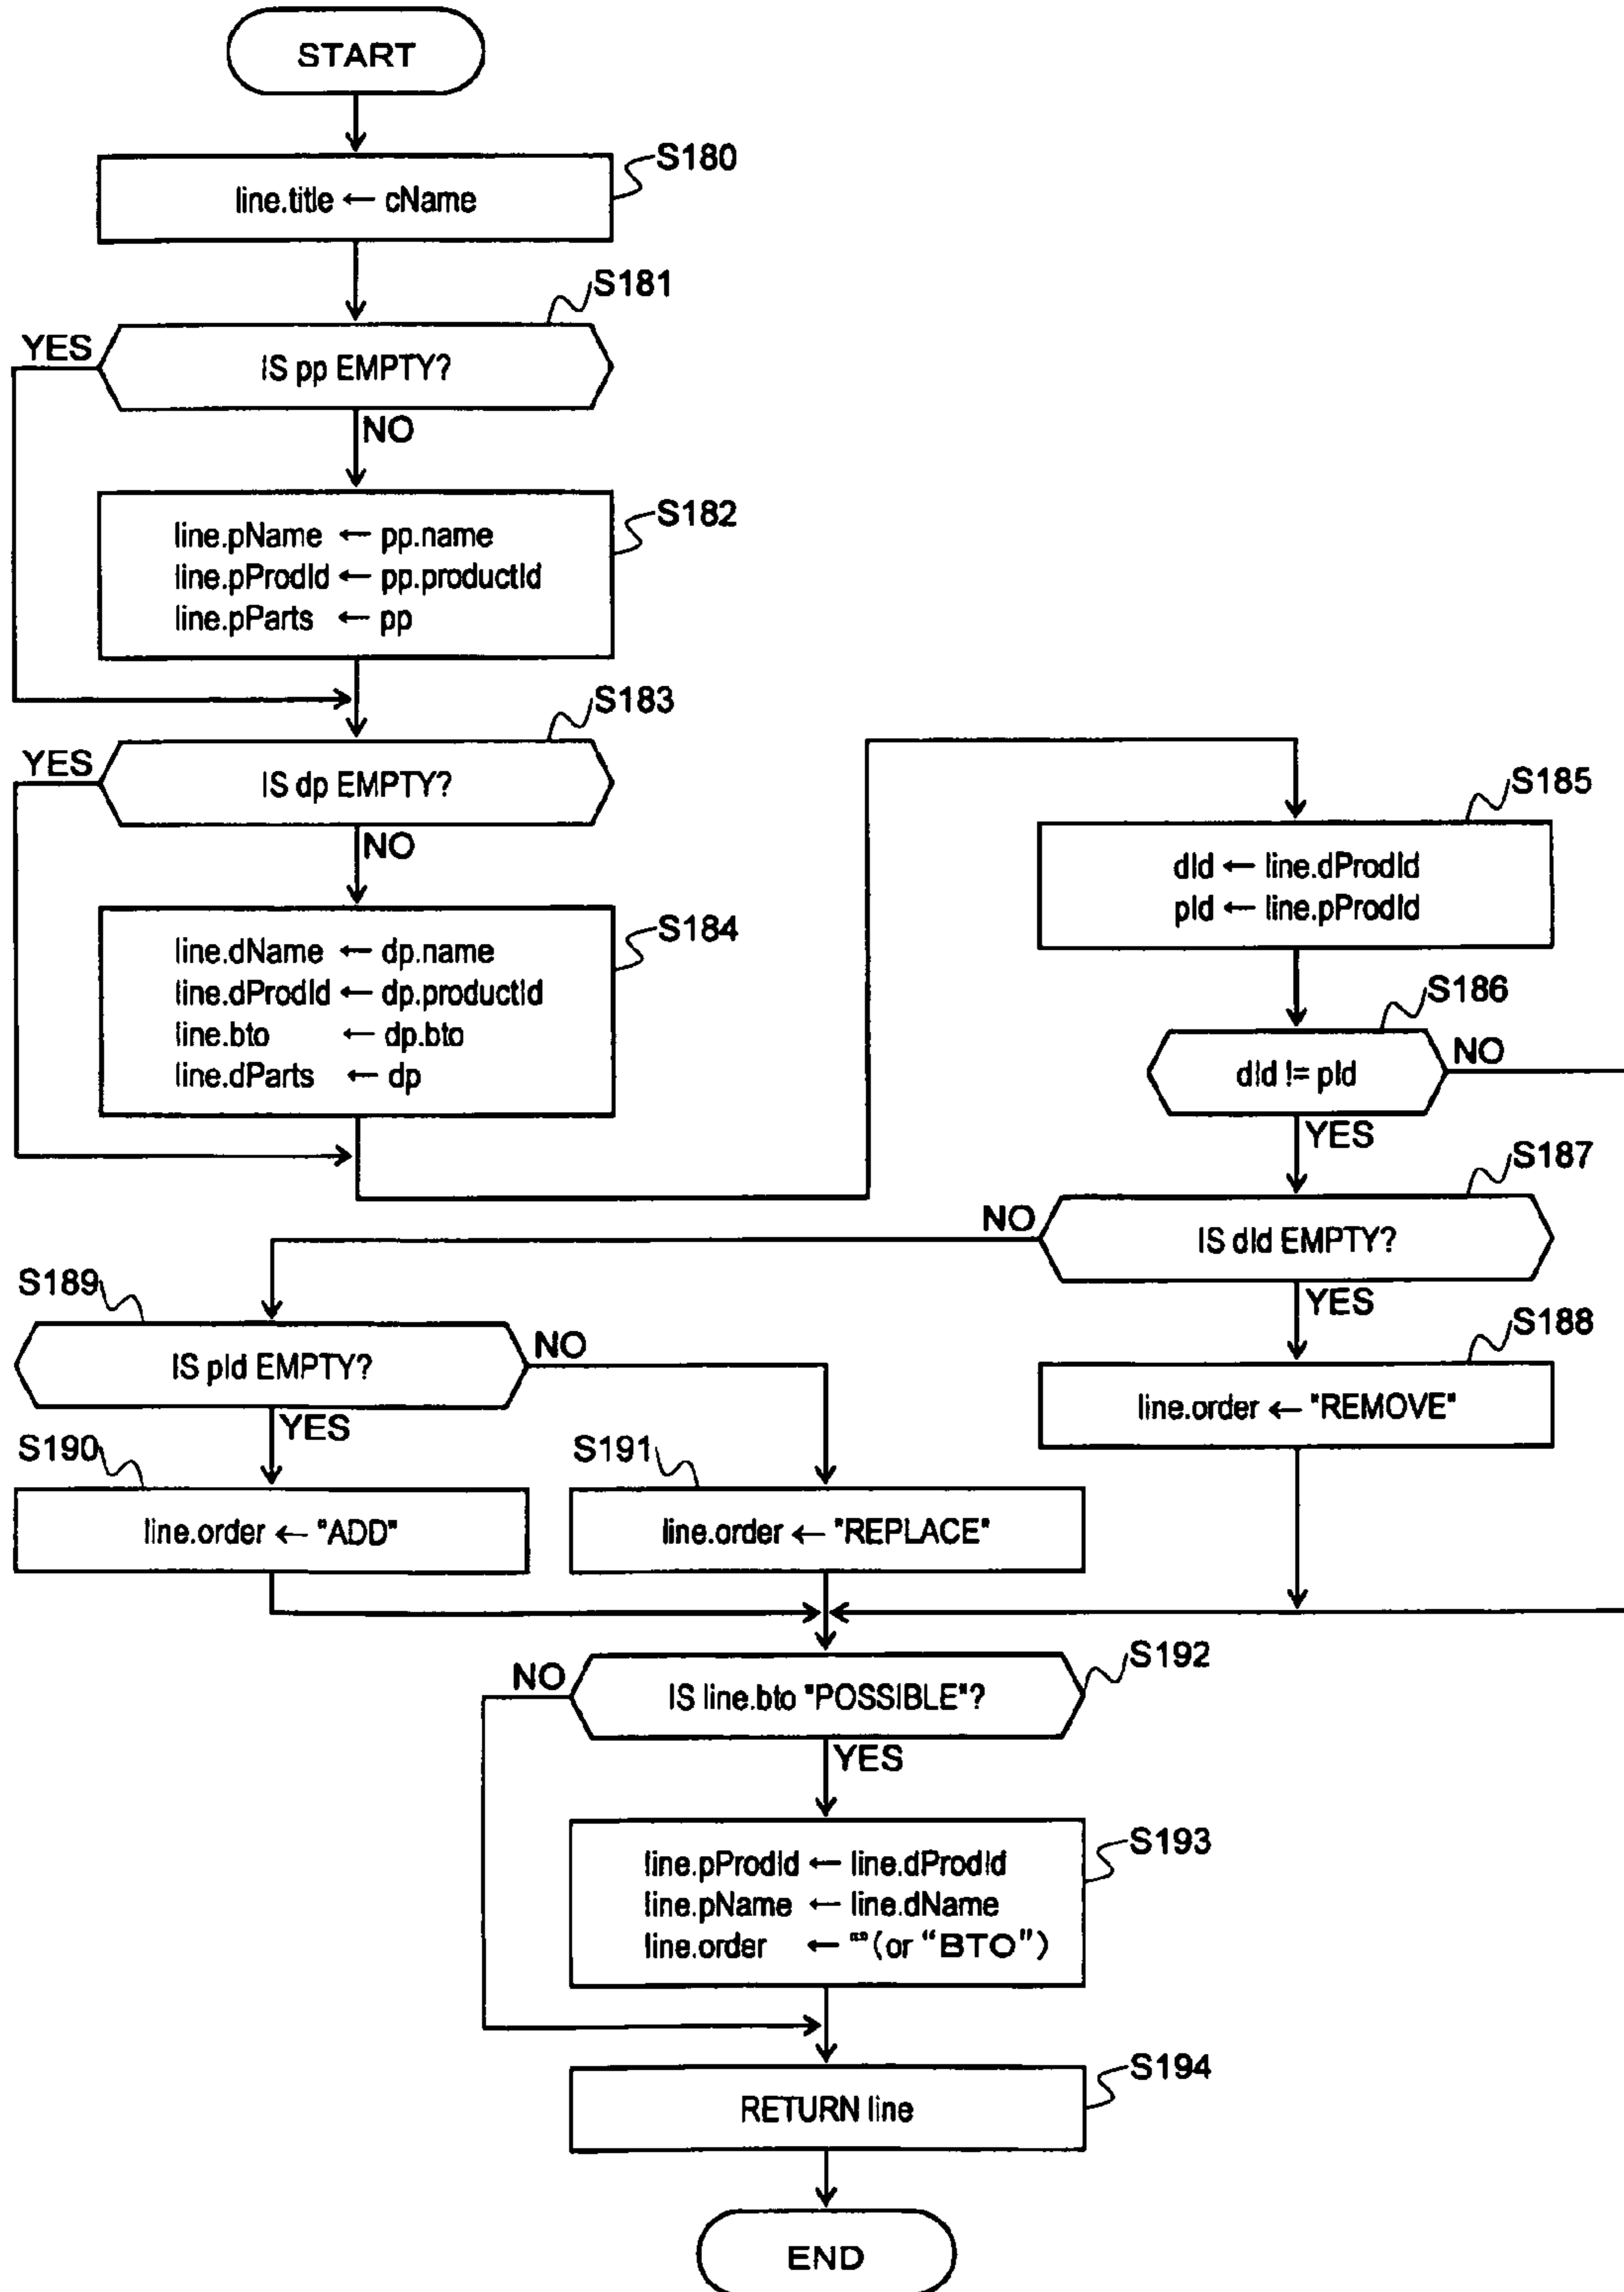 START
S180
line.title ← cName
S181
YES
IS pp EMPTY?
NO
S182
line.pName ← pp.name
line.pProdId ← pp.productId
line.pParts ← pp
S183
YES
IS dp EMPTY?
NO
S184
line.dName ← dp.name
line.dProdId ← dp.productId
line.bto ← dp.bto
line.dParts ← dp
S185
dId ← line.dProdId
pId ← line.pProdId
S186
dId != pId
NO
YES
S187
NO
IS dId EMPTY?
YES
S188
line.order ← "REMOVE"
S189
IS pId EMPTY?
NO
YES
S190
line.order ← "ADD"
S191
line.order ← "REPLACE"
S192
NO
IS line.bto "POSSIBLE"?
YES
S193
line.pProdId ← line.dProdId
line.pName ← line.dName
line.order ← ""(or "BTO")
S194
RETURN line
END